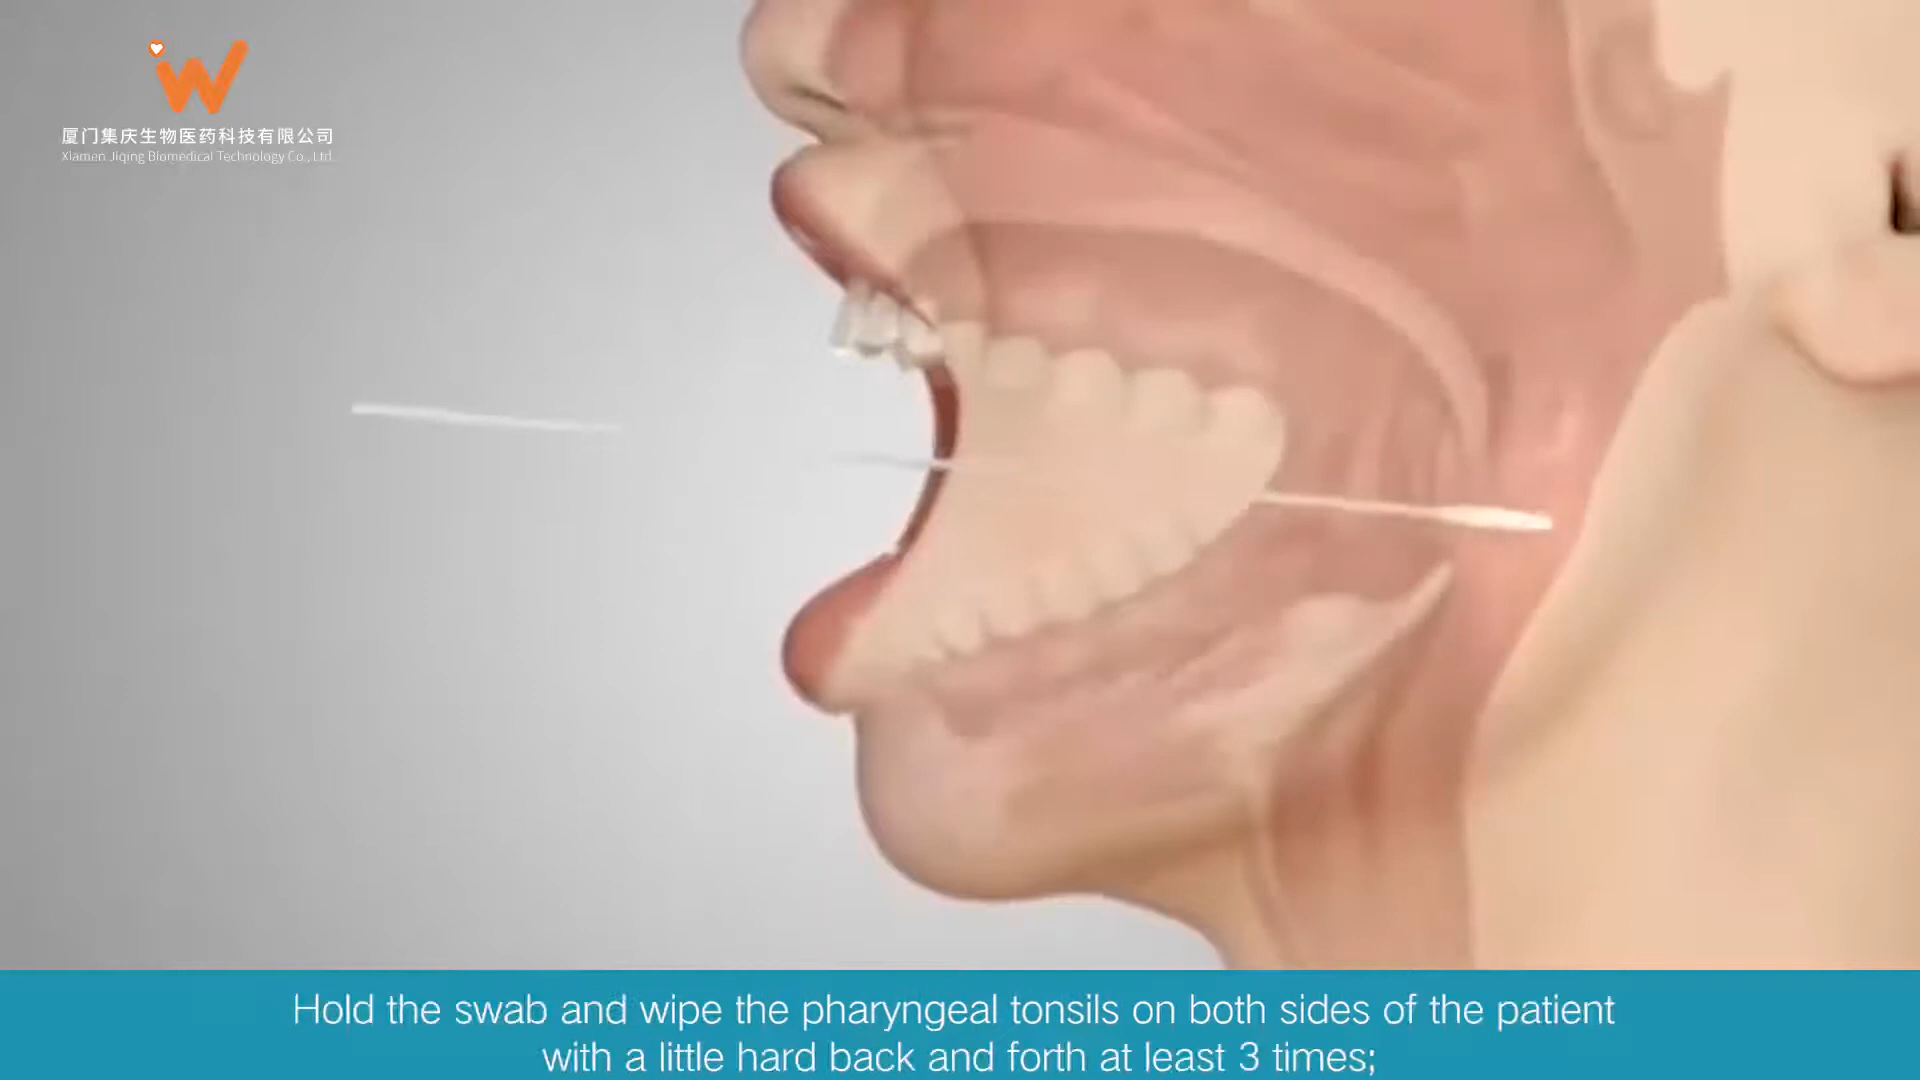 厦门集庆生物医药科技有限公司
Xiamen Jiqing Biomedical Technology Co., Ltd.
Hold the swab and wipe the pharyngeal tonsils on both sides of the patient
with a little hard back and forth at least 3 times;